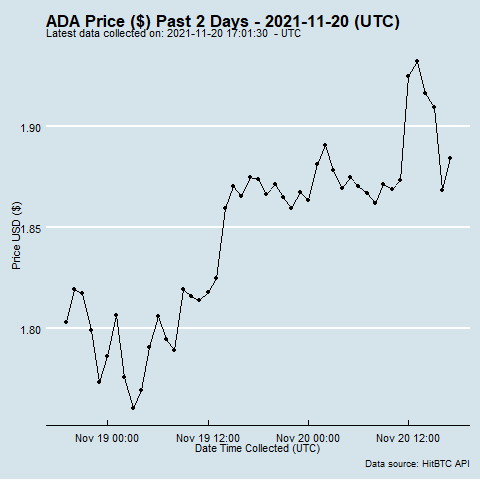 ADA Price ($) Past 2 Days - 2021-11-20 (UTC)
Latest data collected on: 2021-11-20 17:01:30  - UTC
1.90
1.85
1.80
Price USD ($)
Nov 19 00:00 Nov 19 12:00 Nov 20 00:00 Nov 20 12:00
Date Time Collected (UTC)
Data source: HitBTC API